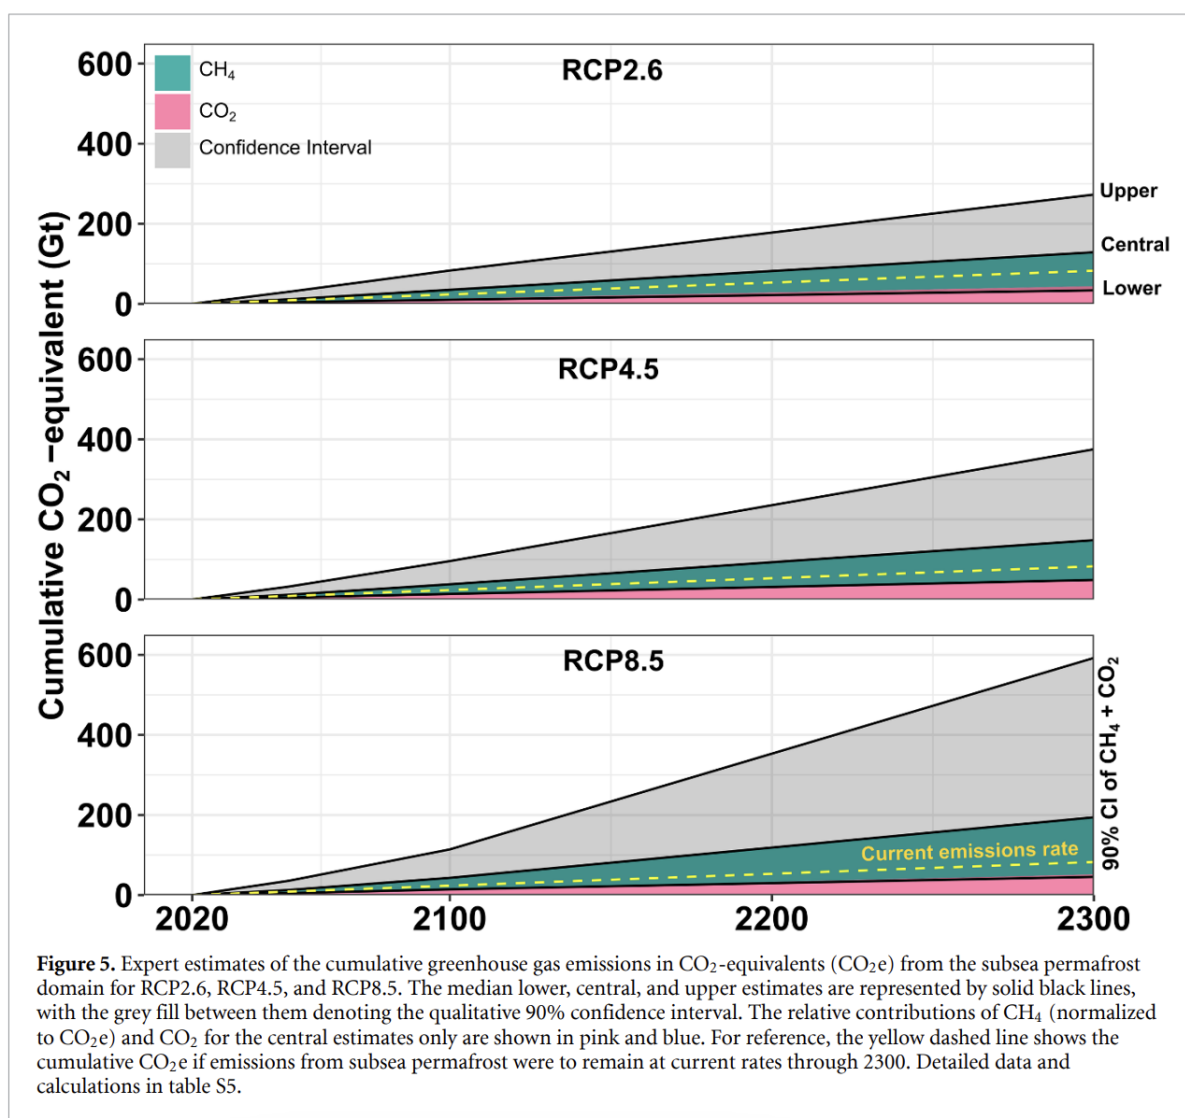 600
400
200
0
CH₄
CO₂
Confidence Interval
RCP2.6
Upper
Central
Lower
Cumulative CO₂ –equivalent (Gt)
600
400
200
0
RCP4.5
600
400
200
0
RCP8.5
Current emissions rate
90% CI of CH₄ + CO₂
2020
2100
2200
2300
Figure 5. Expert estimates of the cumulative greenhouse gas emissions in CO₂-equivalents (CO₂e) from the subsea permafrost
domain for RCP2.6, RCP4.5, and RCP8.5. The median lower, central, and upper estimates are represented by solid black lines,
with the grey fill between them denoting the qualitative 90% confidence interval. The relative contributions of CH₄ (normalized
to CO₂e) and CO₂ for the central estimates only are shown in pink and blue. For reference, the yellow dashed line shows the
cumulative CO₂e if emissions from subsea permafrost were to remain at current rates through 2300. Detailed data and
calculations in table S5.